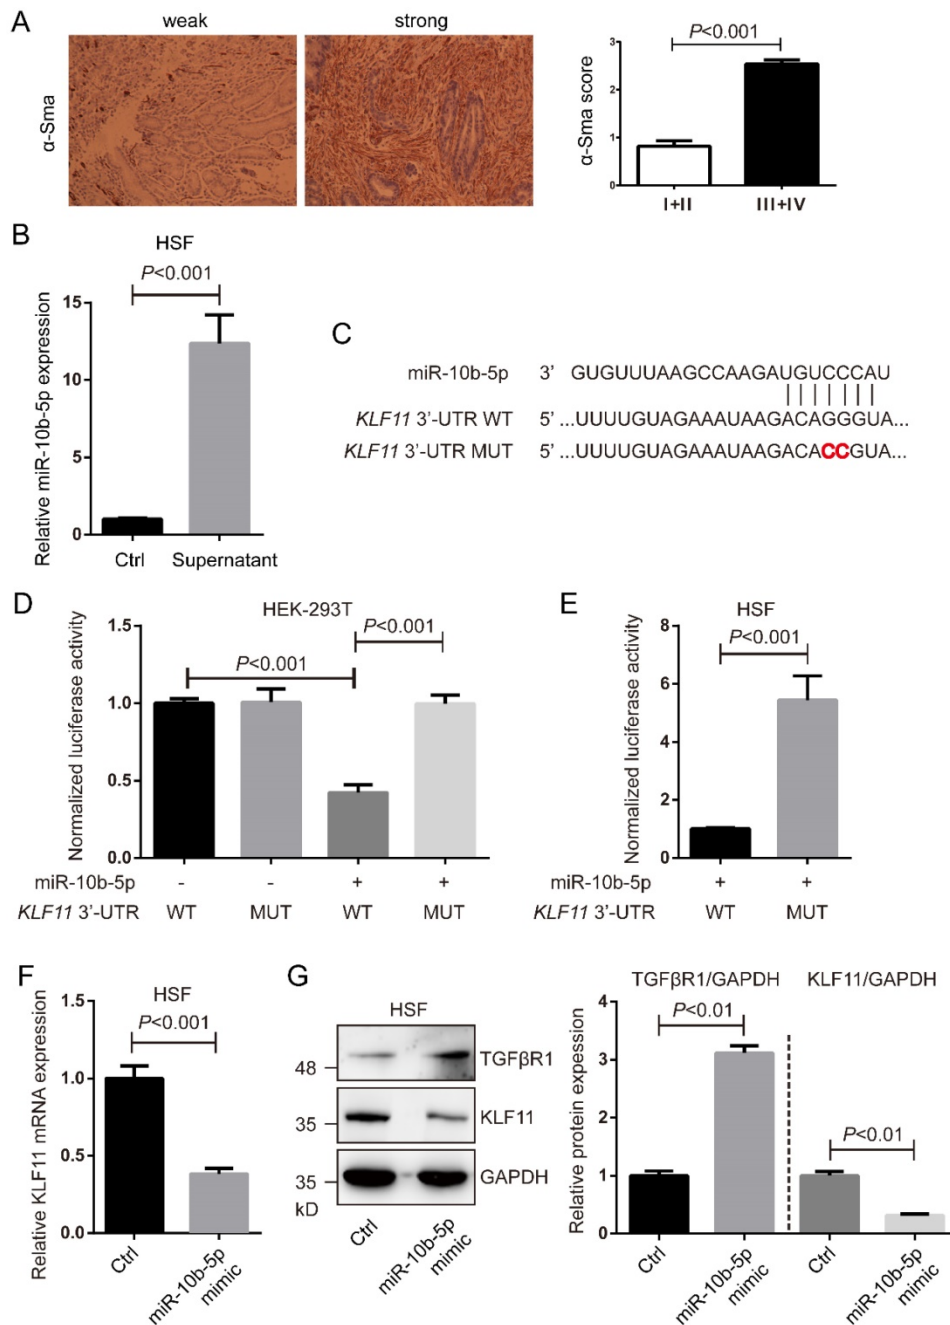 A
weak
strong
α-Sma
α-Sma score
3
2
1
0
P<0.001
I+II
III+IV
B
HSF
P<0.001
Relative miR-10b-5p expression
15
10
5
0
Ctrl
Supernatant
C
miR-10b-5p 3’ GUGUUUAAGCCAAGAUGUCCCAU
KLF11 3’-UTR WT 5’ ...UUUUGUAGAAAUAAGACAGGGUA...
KLF11 3’-UTR MUT 5’ ...UUUUGUAGAAAUAAGACACCGUA...
D
HEK-293T
Normalized luciferase activity
1.5
1.0
0.5
0.0
P<0.001
P<0.001
miR-10b-5p - - + +
KLF11 3’-UTR WT MUT WT MUT
E
HSF
Normalized luciferase activity
8
6
4
2
0
P<0.001
miR-10b-5p + +
KLF11 3’-UTR WT MUT
F
HSF
P<0.001
Relative KLF11 mRNA expression
1.5
1.0
0.5
0.0
Ctrl
miR-10b-5p
mimic
G
HSF
48
TGFβR1
35
KLF11
35
GAPDH
kD
Ctrl
miR-10b-5p
mimic
TGFβR1/GAPDH
KLF11/GAPDH
Relative protein expession
4
3
2
1
0
P<0.01
P<0.01
Ctrl
miR-10b-5p
mimic
Ctrl
miR-10b-5p
mimic